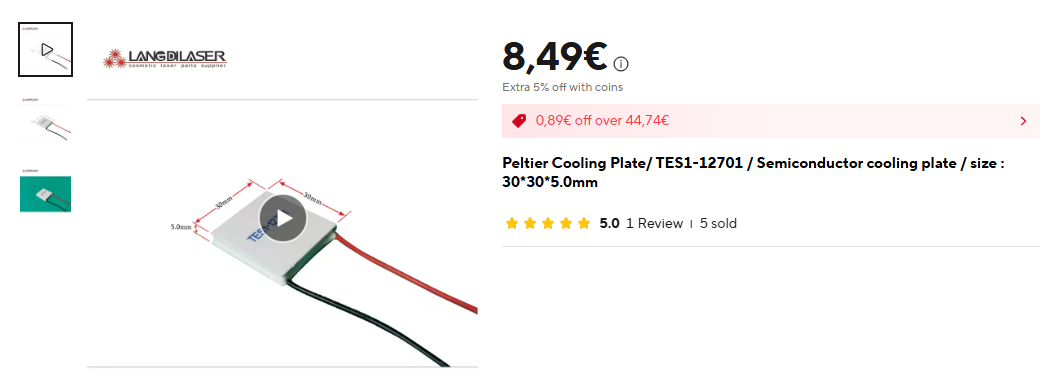 LANGDILASER
cosmetic laser parts supplier
30mm
30mm
5.0mm
8,49€
Extra 5% off with coins
0,89€ off over 44,74€
Peltier Cooling Plate/ TES1-12701 / Semiconductor cooling plate / size :
30*30*5.0mm
5.0 1 Review | 5 sold